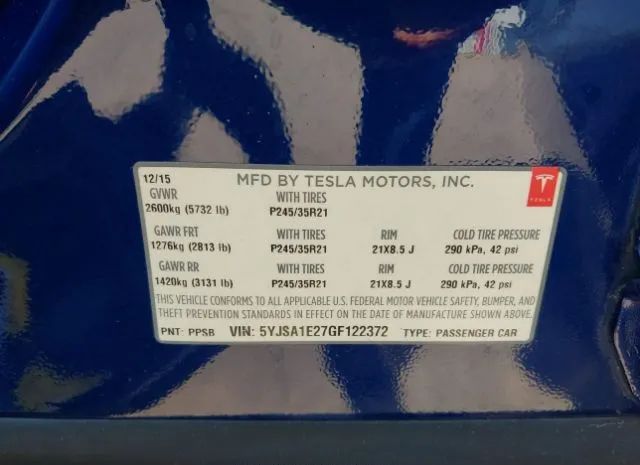 12/15 MFD BY TESLA MOTORS, INC.
TESLA
GVWR WITH TIRES
2600kg (5732 lb) P245/35R21
GAWR FRT WITH TIRES RIM COLD TIRE PRESSURE
1276kg (2813 lb) P245/35R21 21X8.5 J 290 kPa, 42 psi
GAWR RR WITH TIRES RIM COLD TIRE PRESSURE
1420kg (3131 lb) P245/35R21 21X8.5 J 290 kPa, 42 psi
THIS VEHICLE CONFORMS TO ALL APPLICABLE U.S. FEDERAL MOTOR VEHICLE SAFETY, BUMPER, AND
THEFT PREVENTION STANDARDS IN EFFECT ON THE DATE OF MANUFACTURE SHOWN ABOVE.
PNT: PPSB VIN: 5YJSA1E27GF122372 TYPE: PASSENGER CAR